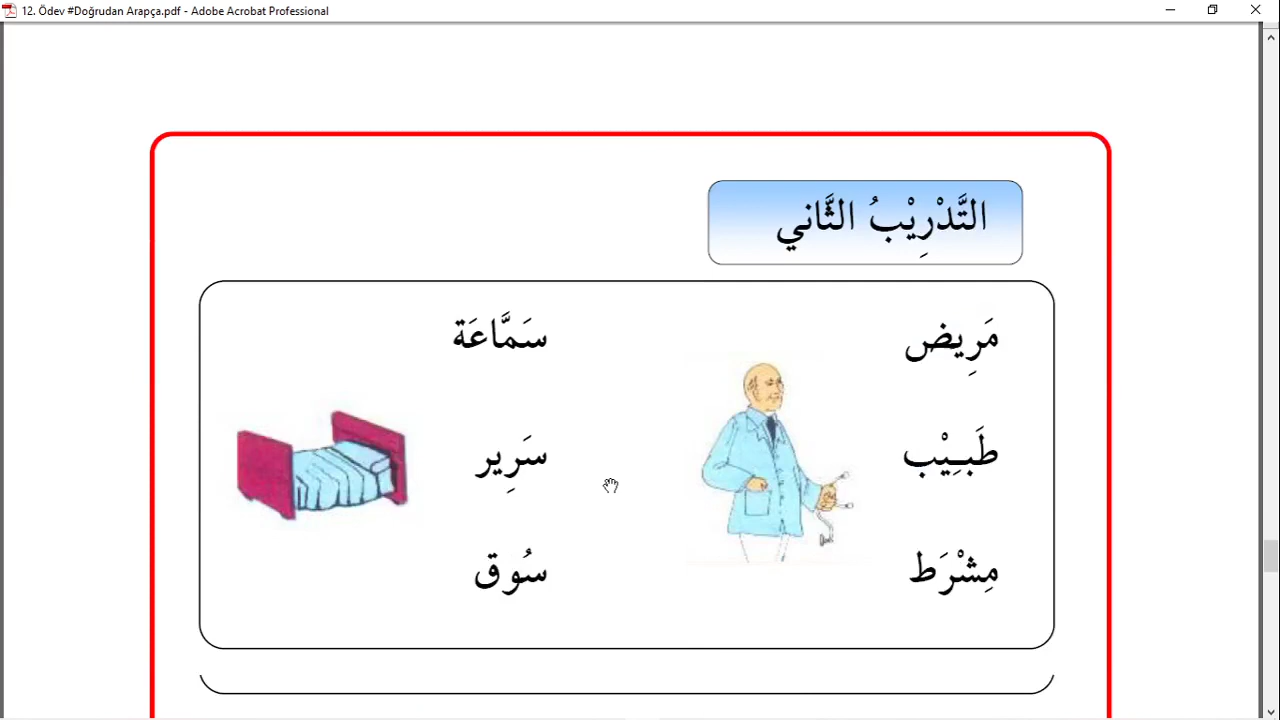 12. Ödev #Doğrudan Arapça.pdf - Adobe Acrobat Professional
التَّدْرِيْبُ الثَّاني
مَرِيض
سَمَّاعَة
طَبِيْب
سَرِير
مِشْرَط
سُوق